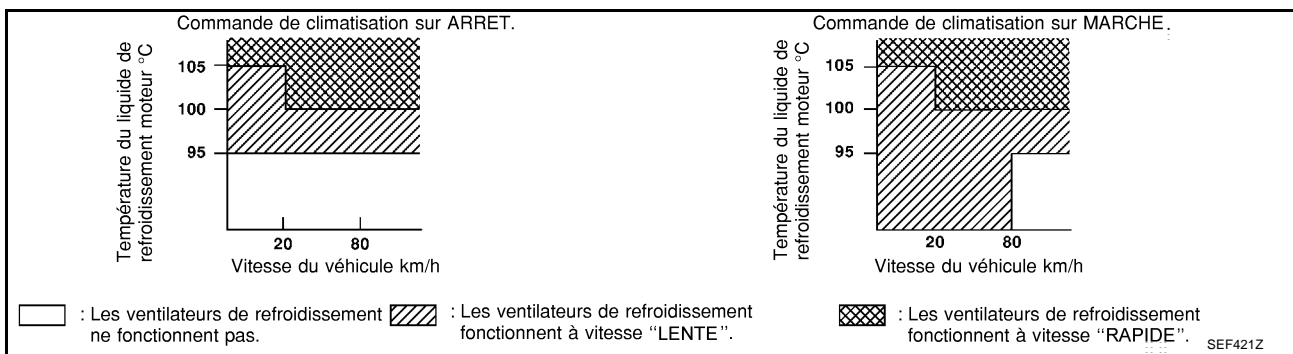 Commande de climatisation sur ARRET.
Température du liquide de
refroidissement moteur °C
105
100
95
20
80
Vitesse du véhicule km/h
Commande de climatisation sur MARCHE.
Température du liquide de
refroidissement moteur °C
105
100
95
20
80
Vitesse du véhicule km/h
: Les ventilateurs de refroidissement
ne fonctionnent pas.
: Les ventilateurs de refroidissement
fonctionnent à vitesse “LENTE”.
: Les ventilateurs de refroidissement
fonctionnent à vitesse “RAPIDE”.
SEF421Z